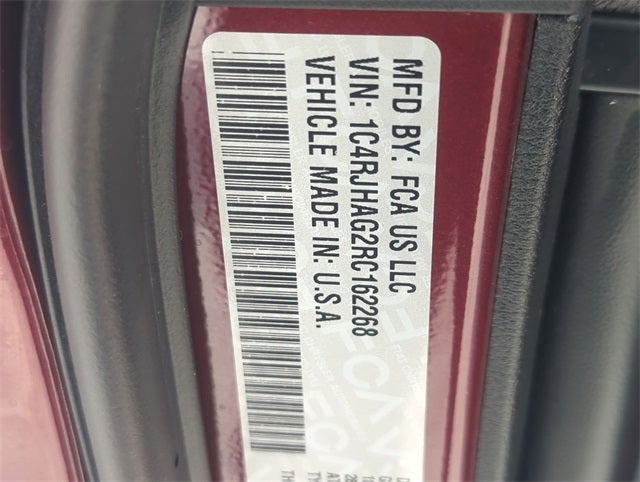 MFD BY: FCA US LLC
VIN: 1C4RJHAG2RC162268
VEHICLE MADE IN: U.S.A.